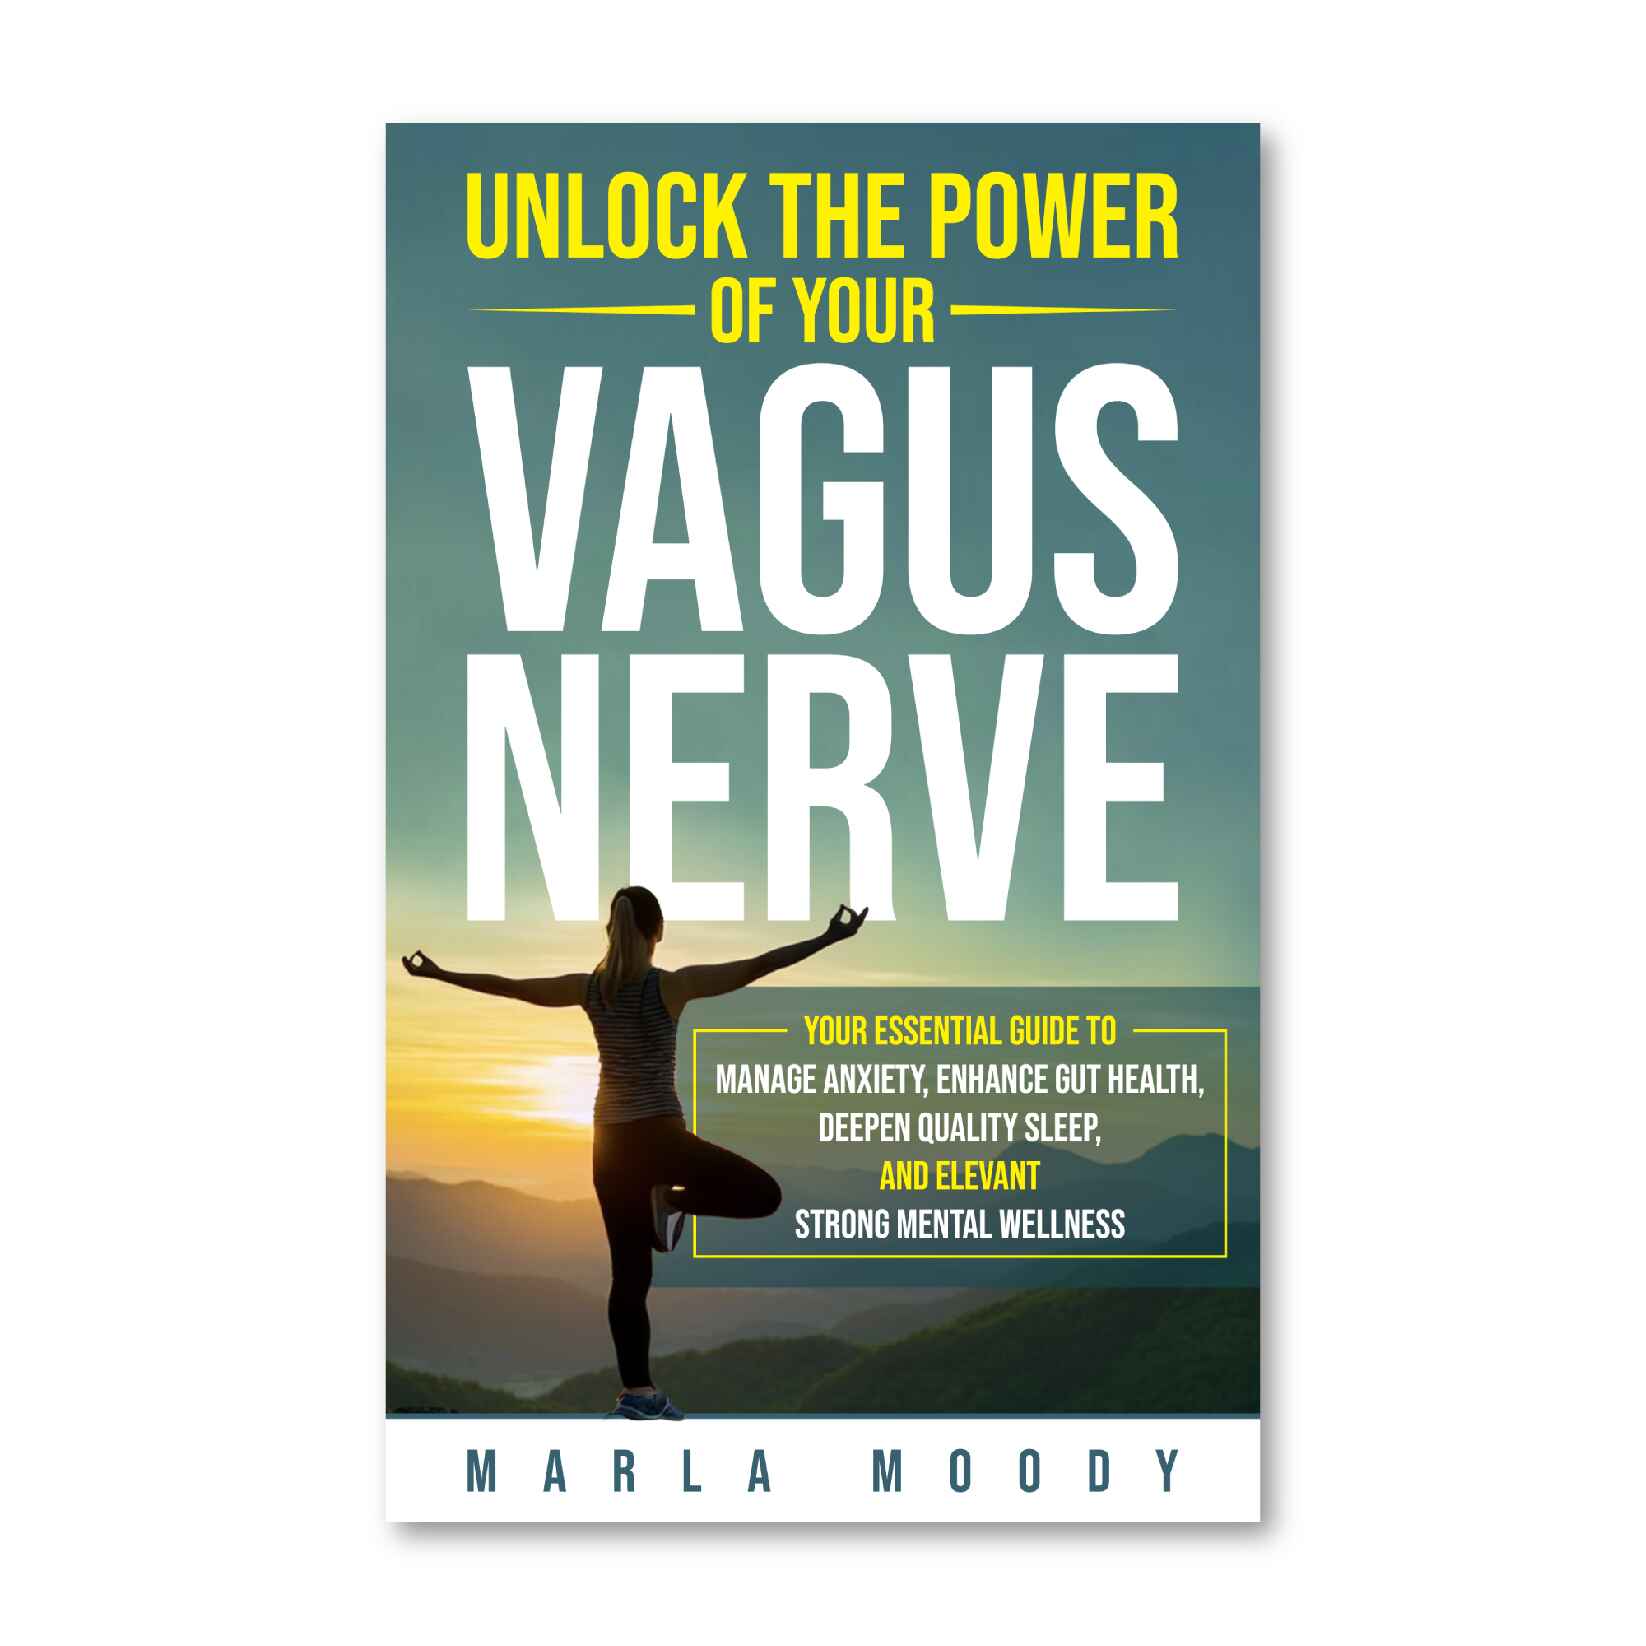 UNLOCK THE POWER
OF YOUR
VAGUS
NERVE
YOUR ESSENTIAL GUIDE TO
MANAGE ANXIETY, ENHANCE GUT HEALTH,
DEEPEN QUALITY SLEEP,
AND ELEVANT
STRONG MENTAL WELLNESS
MARLA MOODY